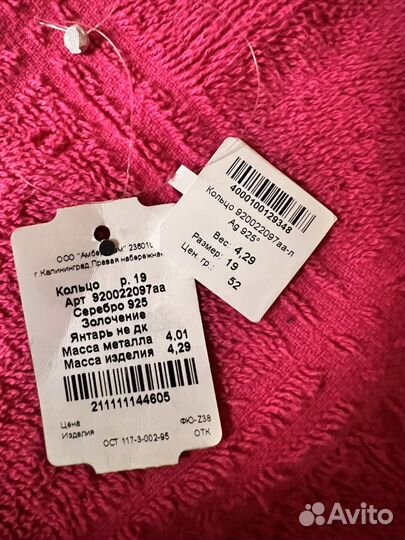 ООО
г. Калининград, Правая набережная
Кольцо р. 19
Арт 920022097аа
Серебро 925
Золочение
Янтарь не дк
Масса металла 4.01
Масса изделия 4,29
211111144605
Цена
Изделия
ФЮ-Z38
ОСТ 117-3-002-95 ОТК
4000100129348
Кольцо 920022097аа-л
Ag 925°
Вес: 4,29
Размер: 19
Цен. гр.: 52
Avito